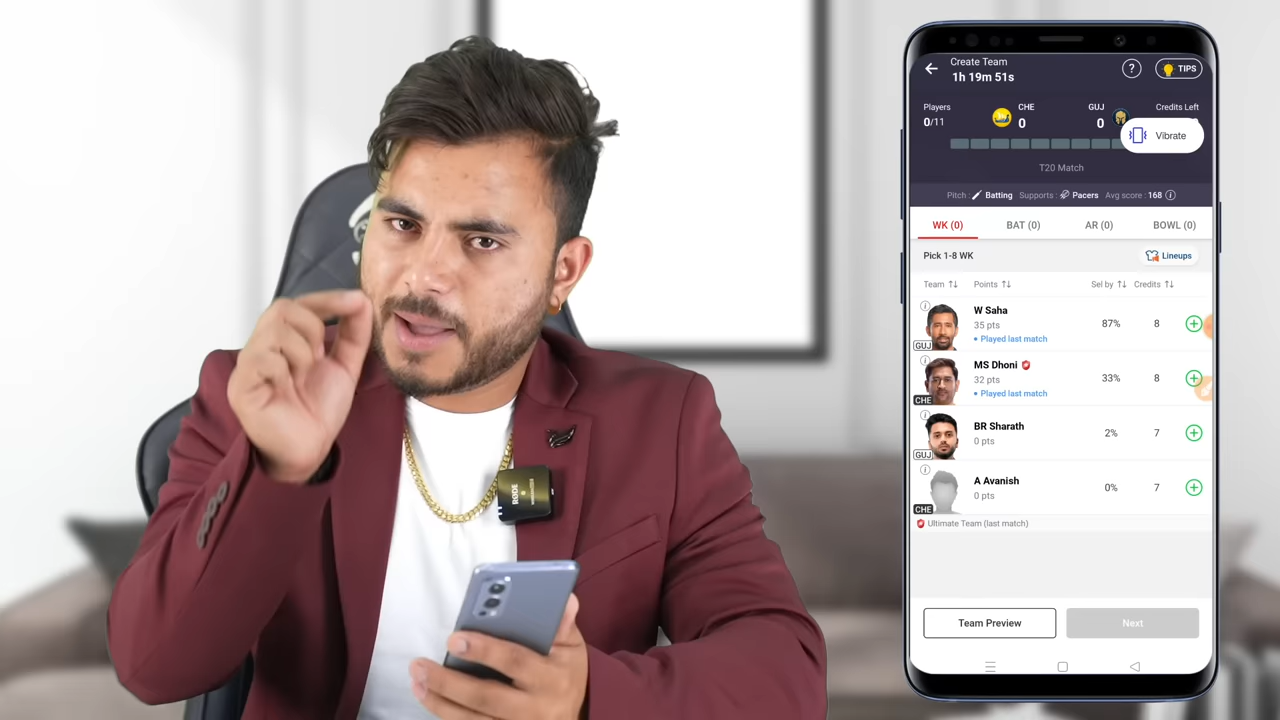 RØDE
Create Team
1h 19m 51s
?
TIPS
Players
0/11
CHE
0
GUJ
0
Credits Left
Vibrate
T20 Match
Pitch : Batting Supports : Pacers Avg score : 168 i
WK (0) BAT (0) AR (0) BOWL (0)
Pick 1-8 WK
Lineups
Team Points Sel by Credits
W Saha
35 pts
Played last match
GUJ
87% 8
MS Dhoni
32 pts
Played last match
CHE
33% 8
BR Sharath
0 pts
GUJ
2% 7
A Avanish
0 pts
CHE
0% 7
Ultimate Team (last match)
Team Preview
Next